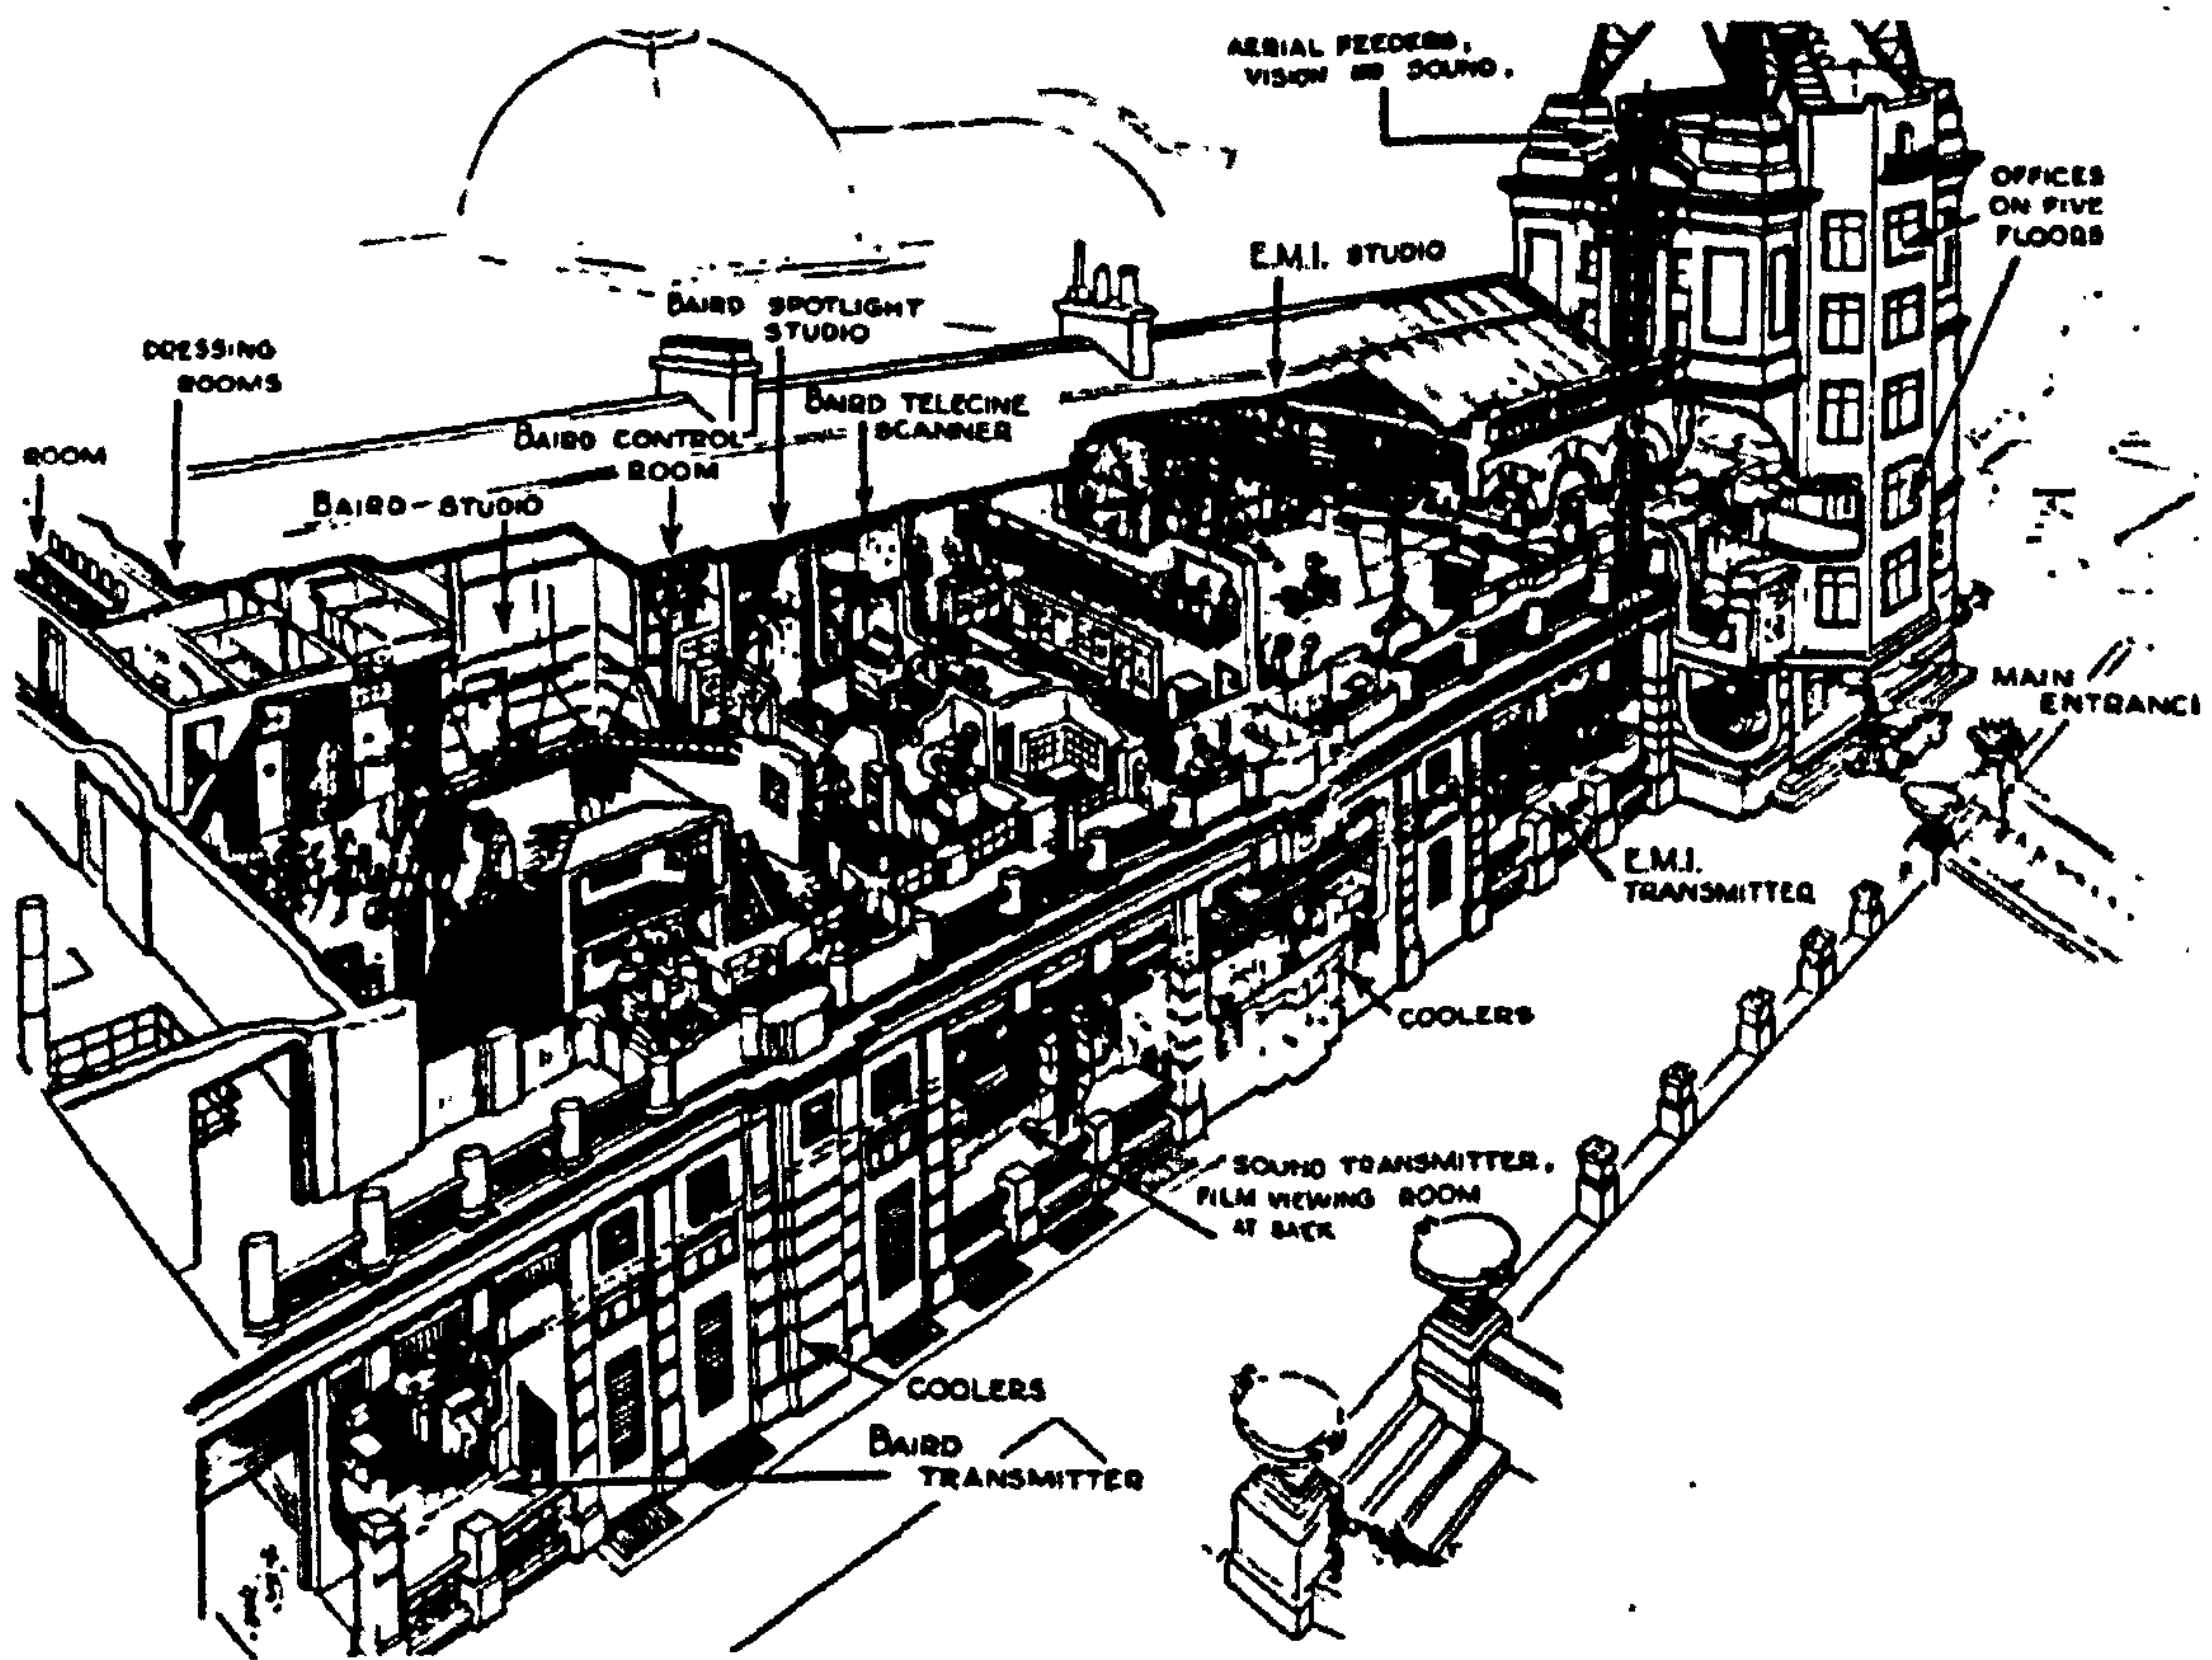 AERIAL FEEDERS,
VISION AND SOUND.
OFFICES
ON FIVE
FLOORS
E.M.I. STUDIO
BAIRD SPOTLIGHT
STUDIO
DRESSING
ROOMS
BAIRD TELECINE
SCANNER
BAIRD CONTROL
ROOM
ROOM
BAIRD-STUDIO
MAIN
ENTRANCE
E.M.I.
TRANSMITTER
COOLERS
SOUND TRANSMITTER,
FILM VIEWING ROOM
AT BACK
COOLERS
BAIRD
TRANSMITTER